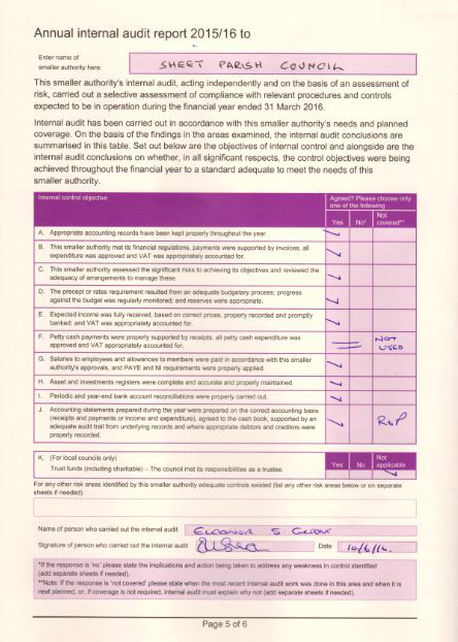 Annual internal audit report 2015/16 to
Enter name of
smaller authority here:
SHEET PARISH COUNCIL
This smaller authority's internal audit, acting independently and on the basis of an assessment of
risk, carried out a selective assessment of compliance with relevant procedures and controls
expected to be in operation during the financial year ended 31 March 2016.
Internal audit has been carried out in accordance with this smaller authority's needs and planned
coverage. On the basis of the findings in the areas examined, the internal audit conclusions are
summarised in this table. Set out below are the objectives of internal control and alongside are the
internal audit conclusions on whether, in all significant respects, the control objectives were being
achieved throughout the financial year to a standard adequate to meet the needs of this
smaller authority.
Internal control objective
Agreed? Please choose only
one of the following
Yes No* Not
covered**
A. Appropriate accounting records have been kept properly throughout the year.
B. This smaller authority met its financial regulations, payments were supported by invoices, all
expenditure was approved and VAT was appropriately accounted for.
C. This smaller authority assessed the significant risks to achieving its objectives and reviewed the
adequacy of arrangements to manage these.
D. The precept or rates requirement resulted from an adequate budgetary process; progress
against the budget was regularly monitored; and reserves were appropriate.
E. Expected income was fully received, based on correct prices, properly recorded and promptly
banked; and VAT was appropriately accounted for.
F. Petty cash payments were properly supported by receipts, all petty cash expenditure was
approved and VAT appropriately accounted for.
NOT
USED
G. Salaries to employees and allowances to members were paid in accordance with this smaller
authority's approvals, and PAYE and NI requirements were properly applied.
H. Asset and investments registers were complete and accurate and properly maintained.
I. Periodic and year-end bank account reconciliations were properly carried out.
J. Accounting statements prepared during the year were prepared on the correct accounting basis
(receipts and payments or income and expenditure), agreed to the cash book, supported by an
adequate audit trail from underlying records and where appropriate debtors and creditors were
properly recorded.
R&P
K. (For local councils only)
Trust funds (including charitable) – The council met its responsibilities as a trustee.
Yes No Not
applicable
For any other risk areas identified by this smaller authority adequate controls existed (list any other risk areas below or on separate
sheets if needed)
Name of person who carried out the internal audit
S.
Signature of person who carried out the internal audit
Date
*If the response is 'no' please state the implications and action being taken to address any weakness in control identified
(add separate sheets if needed).
**Note: If the response is 'not covered' please state when the most recent internal audit work was done in this area and when it is
next planned, or, if coverage is not required, internal audit must explain why not (add separate sheets if needed).
Page 5 of 6